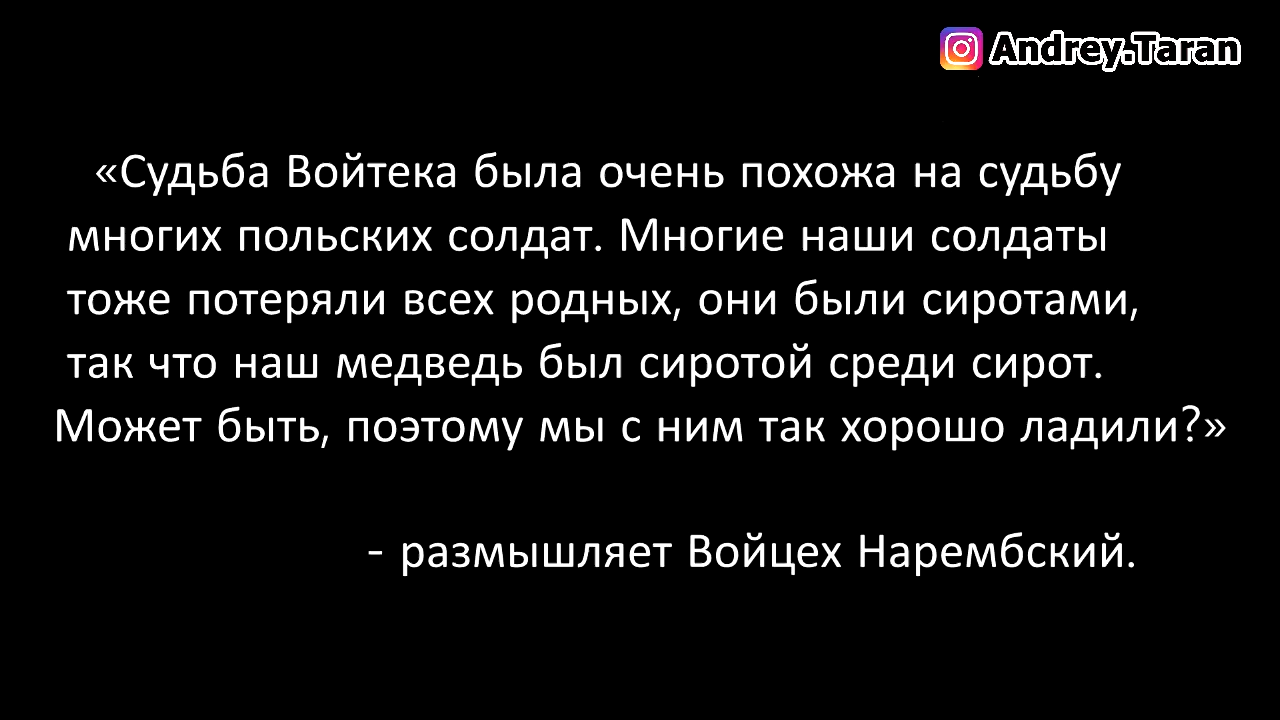 Andrey.Taran
«Судьба Войтека была очень похожа на судьбу
многих польских солдат. Многие наши солдаты
тоже потеряли всех родных, они были сиротами,
так что наш медведь был сиротой среди сирот.
Может быть, поэтому мы с ним так хорошо ладили?»
- размышляет Войцех Нарембский.